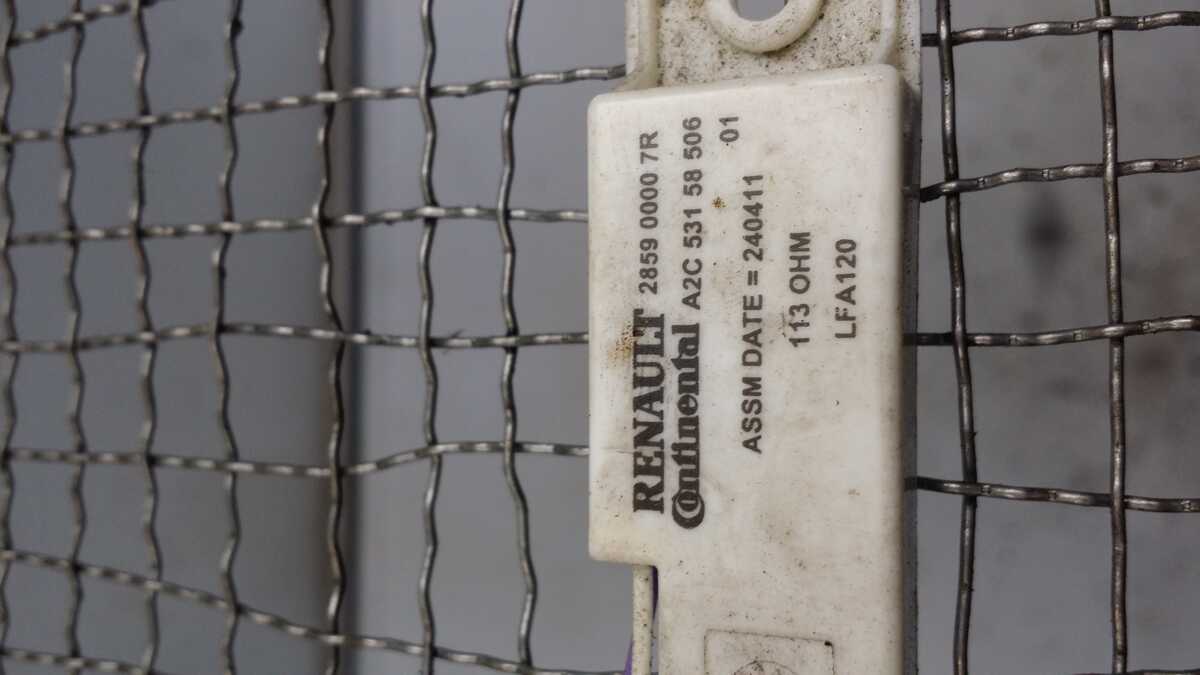 RENAULT 2859 0000 7R
Continental A2C 531 58 506
ASSM DATE = 240411 01
113 OHM
LFA120